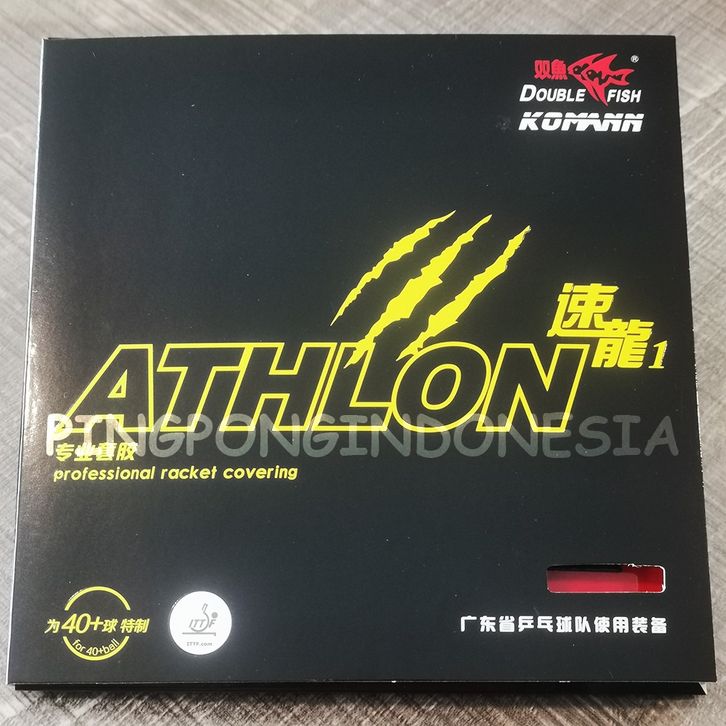 双魚
DOUBLE FISH
KOMANN
速龍1
ATHLON
PINGPONGINDONESIA
专业套胶
professional racket covering
为40+球 特制
for 40+ball
ITTF
ITTF.com
广东省乒乓球队使用装备